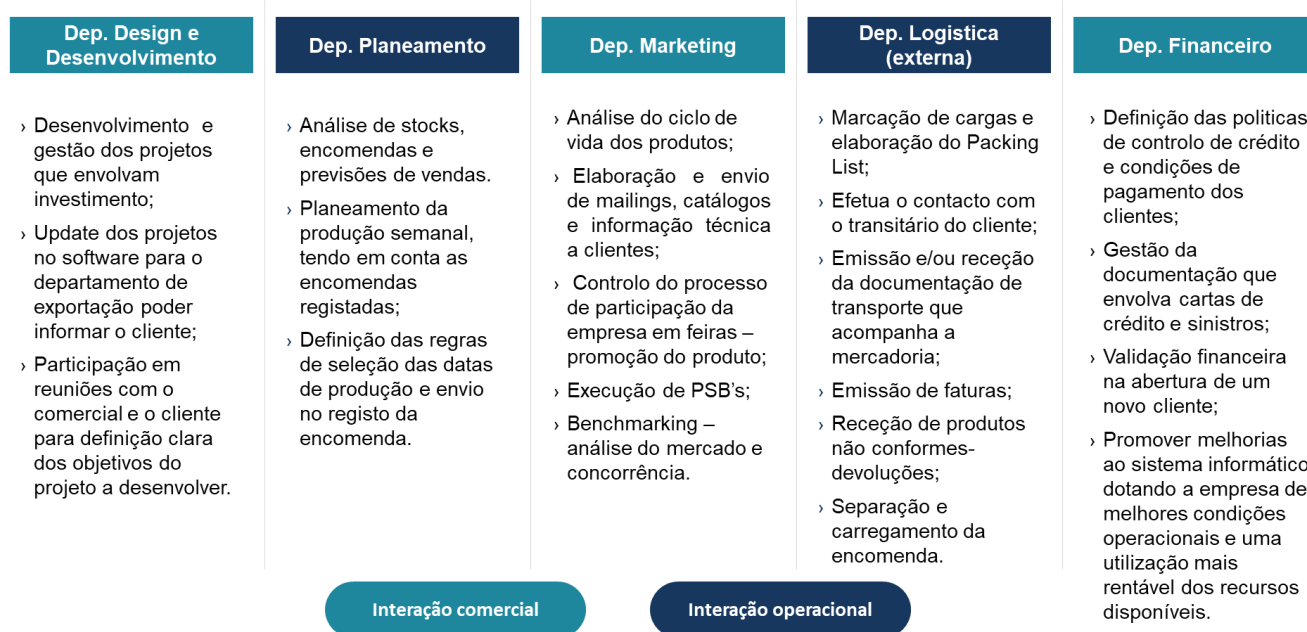 Dep. Design e
Desenvolvimento
› Desenvolvimento e
gestão dos projetos
que envolvam
investimento;
› Update dos projetos
no software para o
departamento de
exportação poder
informar o cliente;
› Participação em
reuniões com o
comercial e o cliente
para definição clara
dos objetivos do
projeto a desenvolver.
Dep. Planeamento
› Análise de stocks,
encomendas e
previsões de vendas.
› Planeamento da
produção semanal,
tendo em conta as
encomendas
registadas;
› Definição das regras
de seleção das datas
de produção e envio
no registo da
encomenda.
Dep. Marketing
› Análise do ciclo de
vida dos produtos;
› Elaboração e envio
de mailings, catálogos
e informação técnica
a clientes;
› Controlo do processo
de participação da
empresa em feiras –
promoção do produto;
› Execução de PSB's;
› Benchmarking –
análise do mercado e
concorrência.
Dep. Logistica
(externa)
› Marcação de cargas e
elaboração do Packing
List;
› Efetua o contacto com
o transitário do cliente;
› Emissão e/ou receção
da documentação de
transporte que
acompanha a
mercadoria;
› Emissão de faturas;
› Receção de produtos
não conformes-
devoluções;
› Separação e
carregamento da
encomenda.
Dep. Financeiro
› Definição das politicas
de controlo de crédito
e condições de
pagamento dos
clientes;
› Gestão da
documentação que
envolva cartas de
crédito e sinistros;
› Validação financeira
na abertura de um
novo cliente;
› Promover melhorias
ao sistema informático
dotando a empresa de
melhores condições
operacionais e uma
utilização mais
rentável dos recursos
disponíveis.
Interação comercial
Interação operacional